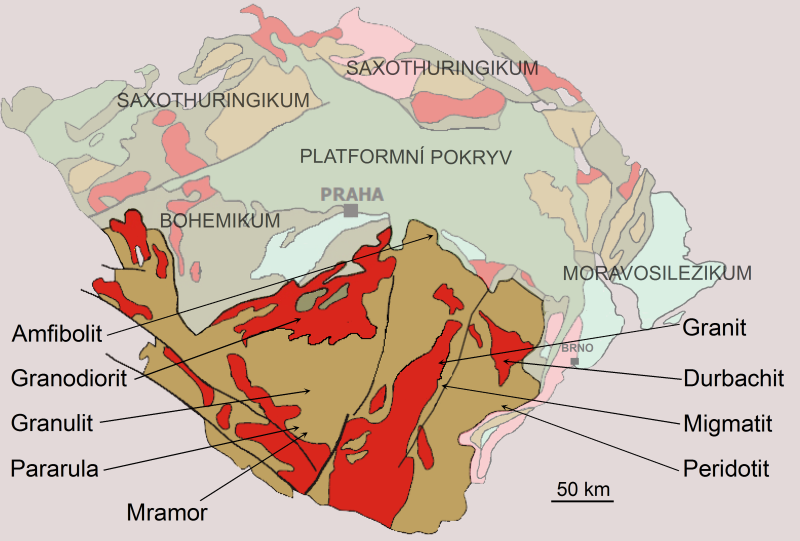 SAXOTHURINGIKUM
SAXOTHURINGIKUM
PLATFORMNÍ POKRYV
PRAHA
BOHEMIKUM
MORAVOSILEZIKUM
Amfibolit
Granit
BRNO
Granodiorit
Durbachit
Granulit
Migmatit
Pararula
Peridotit
50 km
Mramor